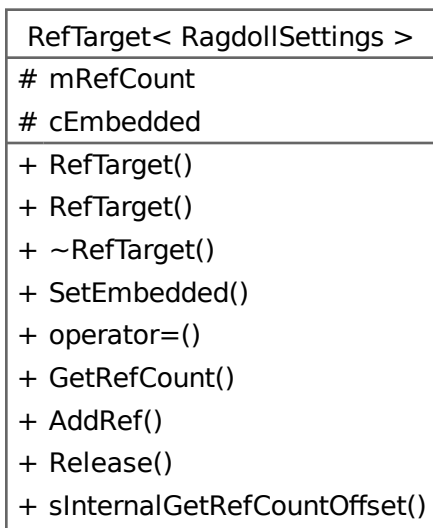 RefTarget< RagdollSettings >
# mRefCount
# cEmbedded
+ RefTarget()
+ RefTarget()
+ ~RefTarget()
+ SetEmbedded()
+ operator=()
+ GetRefCount()
+ AddRef()
+ Release()
+ sInternalGetRefCountOffset()